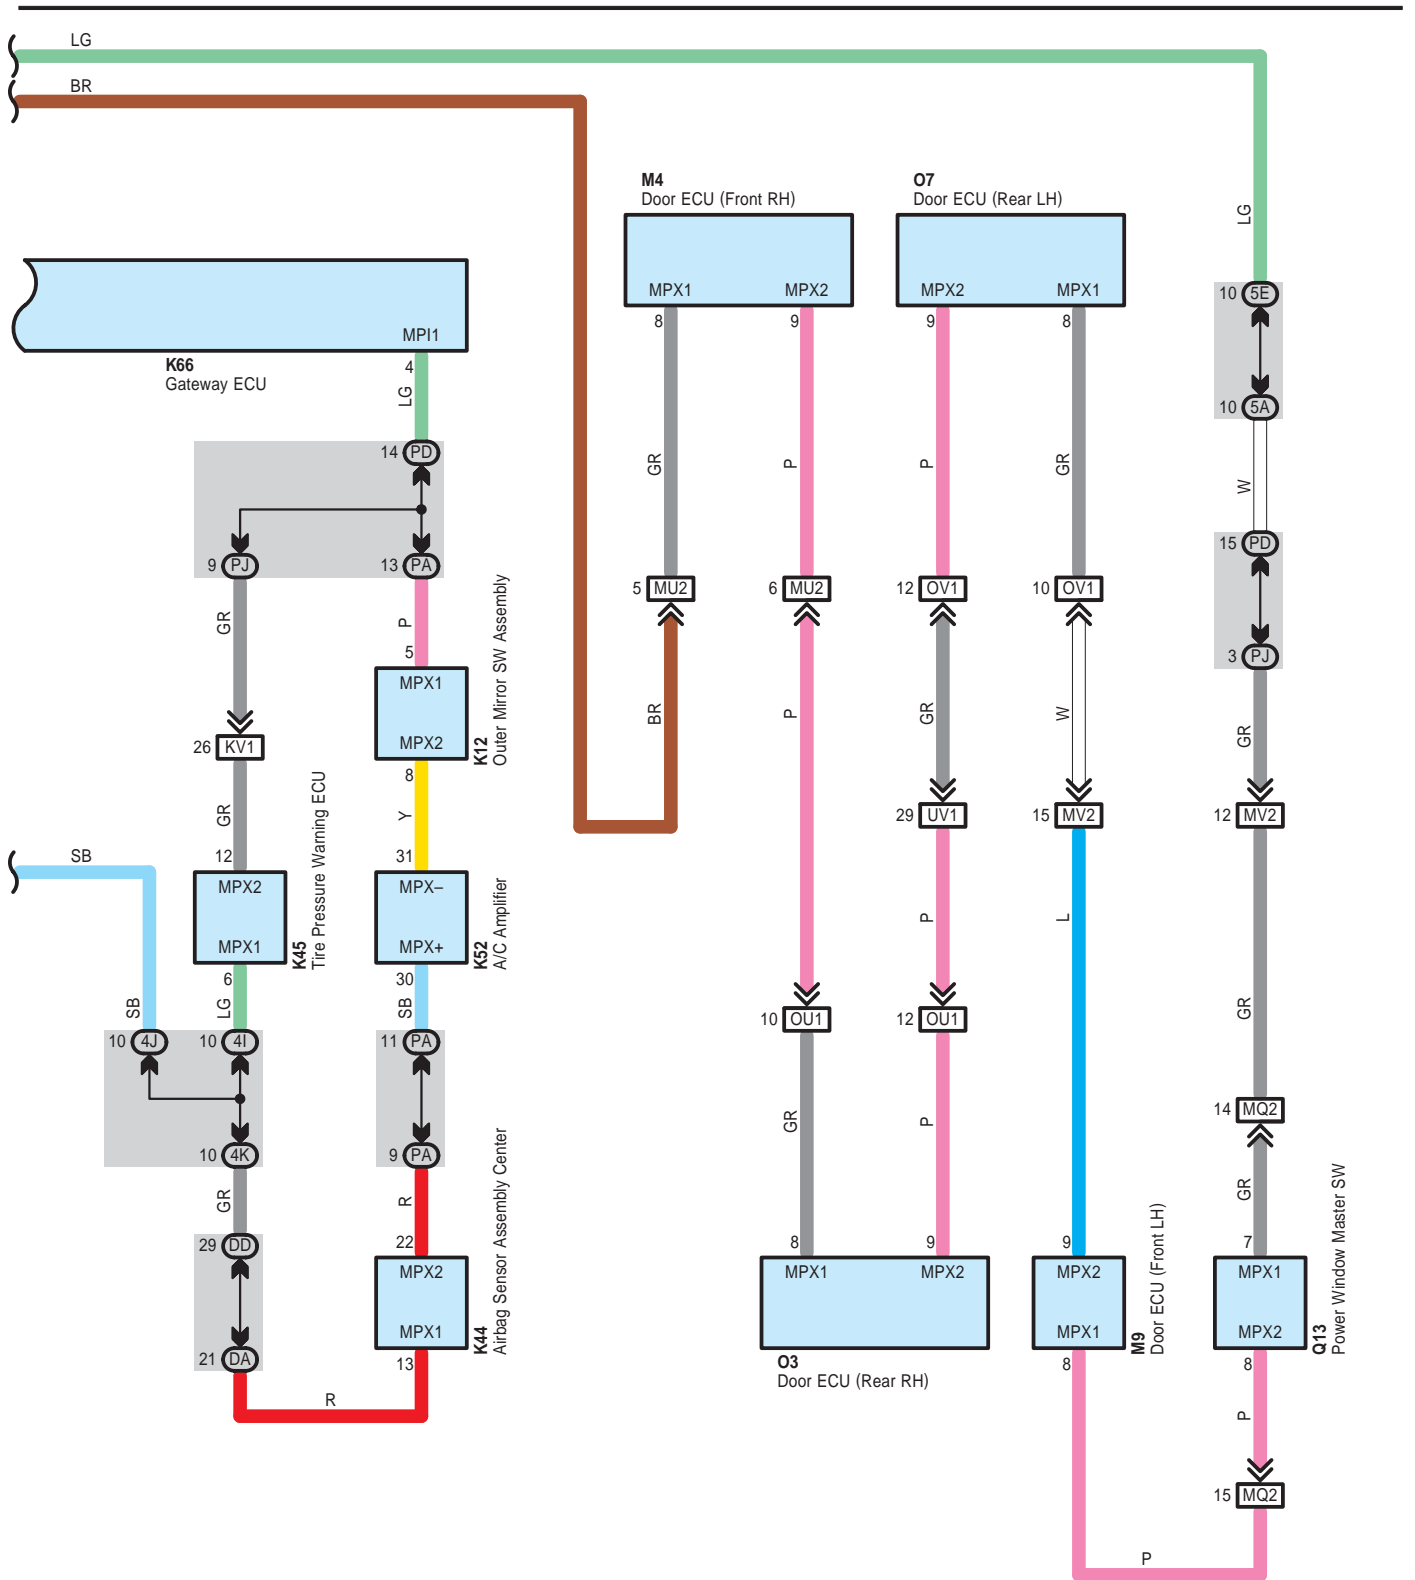 LG
BR
M4
Door ECU (Front RH)
O7
Door ECU (Rear LH)
LG
MPX1
MPX2
MPX2
MPX1
10 5E
8
9
9
8
MPI1
K66
Gateway ECU
4
LG
10 5A
14 PD
GR
P
P
GR
W
15 PD
9 PJ
13 PA
5 MU2
6 MU2
12 OV1
10 OV1
GR
P
5
Outer Mirror SW Assembly
K12
3 PJ
MPX1
MPX2
BR
P
GR
W
GR
26 KV1
8
GR
Y
Tire Pressure Warning ECU
K45
29 UV1
15 MV2
12 MV2
SB
12
31
MPX2
MPX1
MPX–
MPX+
A/C Amplifier
K52
P
L
6
30
SB
LG
SB
GR
10 4J
10 4I
11 PA
10 OU1
12 OU1
14 MQ2
GR
P
10 4K
9 PA
GR
R
GR
Airbag Sensor Assembly Center
K44
Door ECU (Front LH)
M9
Power Window Master SW
Q13
29 DD
22
8
9
9
7
MPX2
MPX1
MPX1
MPX2
MPX2
MPX1
MPX1
MPX2
21 DA
13
O3
Door ECU (Rear RH)
8
8
R
P
15 MQ2
P